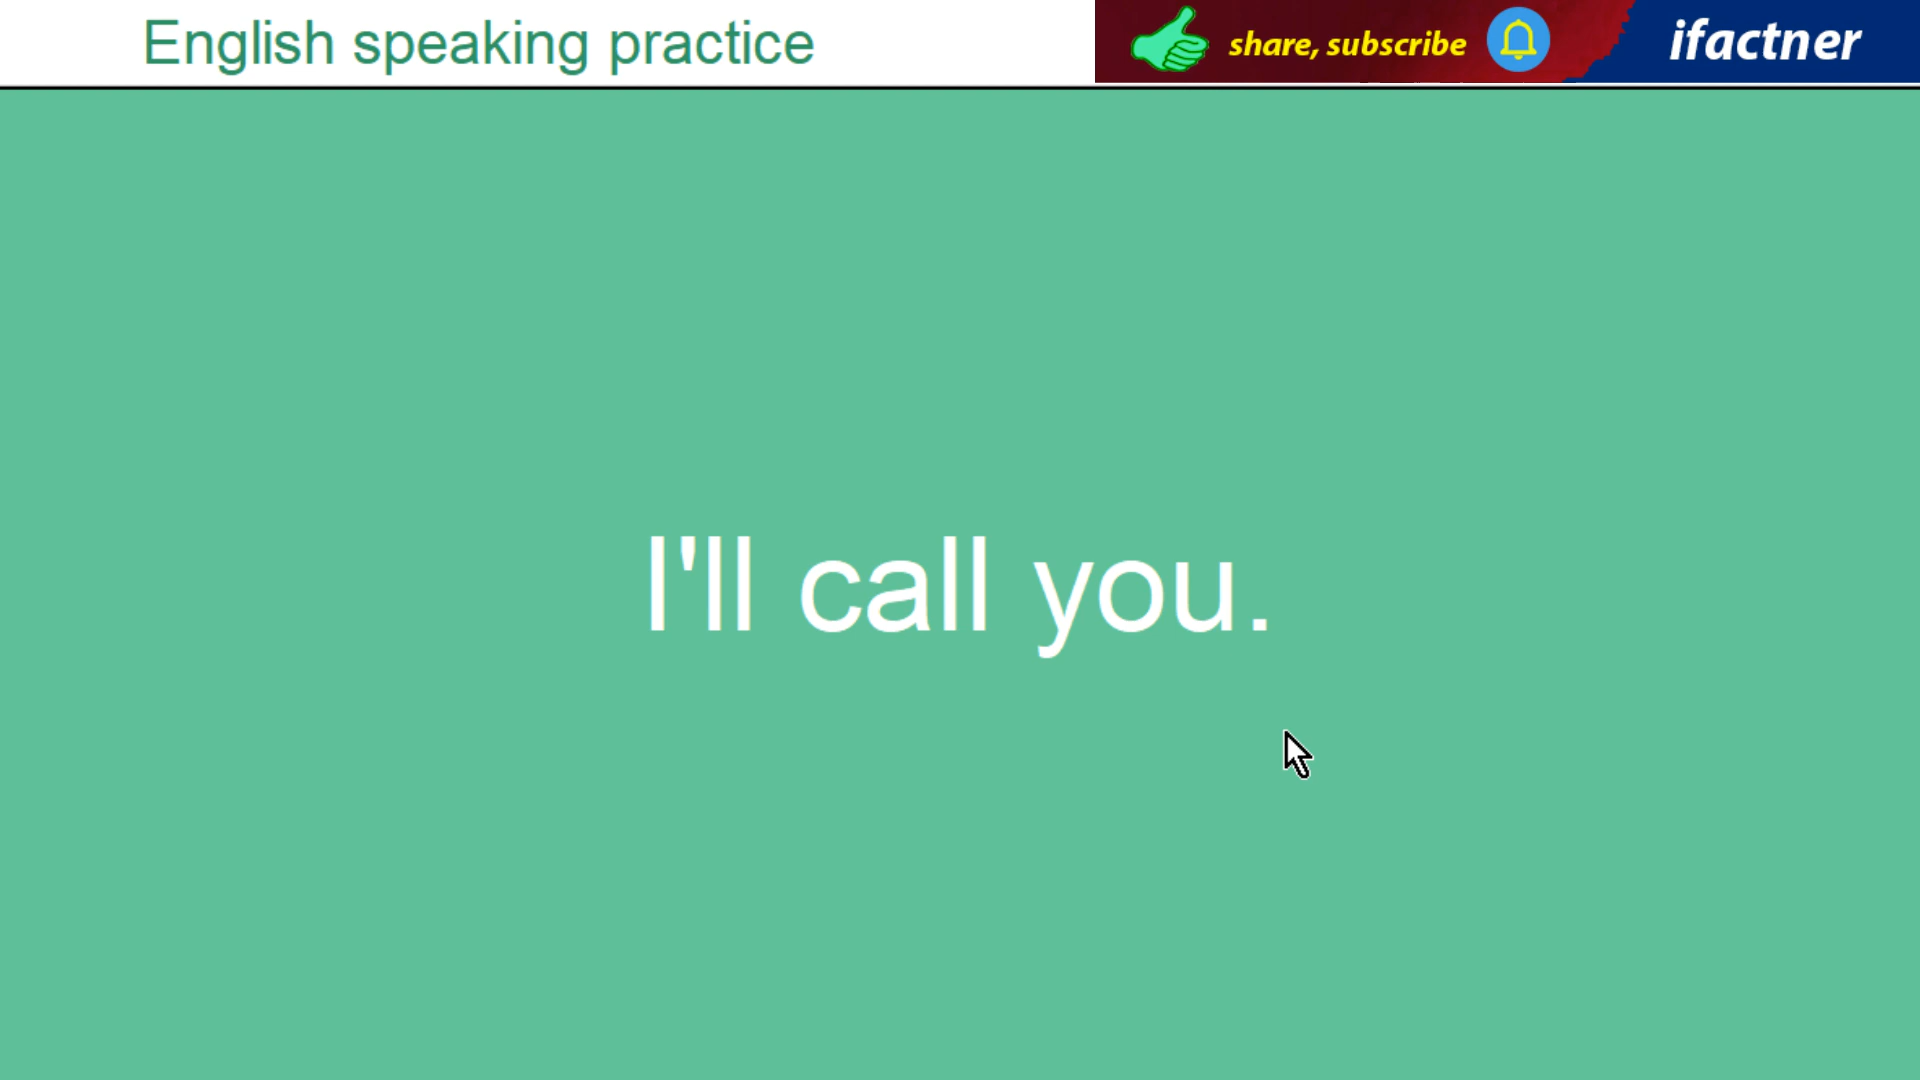 English speaking practice
share, subscribe
ifactner
I'll call you.